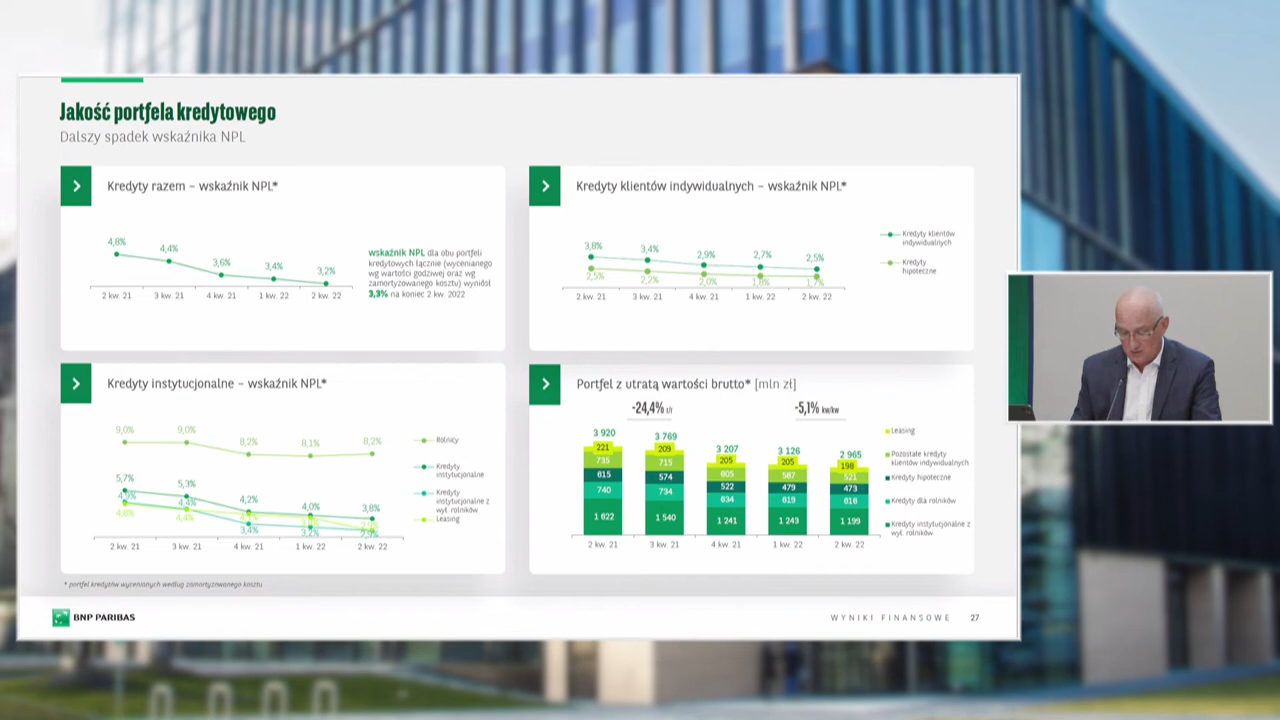 Jakość portfela kredytowego
Dalszy spadek wskaźnika NPL
Kredyty razem – wskaźnik NPL*
4,8%
4,4%
3,6%
3,4%
3,2%
2 kw. 21
3 kw. 21
4 kw. 21
1 kw. 22
2 kw. 22
wskaźnik NPL dla obu portfeli
kredytowych łącznie (wycenianego
wg wartości godziwej oraz wg
zamortyzowanego kosztu) wyniósł
3,3% na koniec 2 kw. 2022
Kredyty klientów indywidualnych – wskaźnik NPL*
3,8%
3,4%
2,9%
2,7%
2,5%
2,5%
2,2%
2,0%
1,8%
1,7%
2 kw. 21
3 kw. 21
4 kw. 21
1 kw. 22
2 kw. 22
Kredyty klientów
indywidualnych
Kredyty
hipoteczne
Kredyty instytucjonalne – wskaźnik NPL*
9,0%
9,0%
8,2%
8,1%
8,2%
5,7%
5,3%
4,2%
4,0%
3,8%
4,9%
4,4%
3,4%
3,2%
4,6%
4,4%
2 kw. 21
3 kw. 21
4 kw. 21
1 kw. 22
2 kw. 22
Rolnicy
Kredyty
instytucjonalne
Kredyty
instytucjonalne z
wył. rolników
Leasing
Portfel z utratą wartości brutto* [mln zł]
-24,4% r/r
-5,1% kw/kw
3 920
3 769
3 207
3 126
2 965
221
209
205
205
198
735
715
605
587
521
615
574
522
479
473
740
734
634
619
616
1 622
1 540
1 241
1 243
1 199
2 kw. 21
3 kw. 21
4 kw. 21
1 kw. 22
2 kw. 22
Leasing
Pozostałe kredyty
klientów indywidualnych
Kredyty hipoteczne
Kredyty dla rolników
Kredyty instytucjonalne z
wył. rolników
* portfel kredytów wycenianych według zamortyzowanego kosztu
BNP PARIBAS
WYNIKI FINANSOWE 27